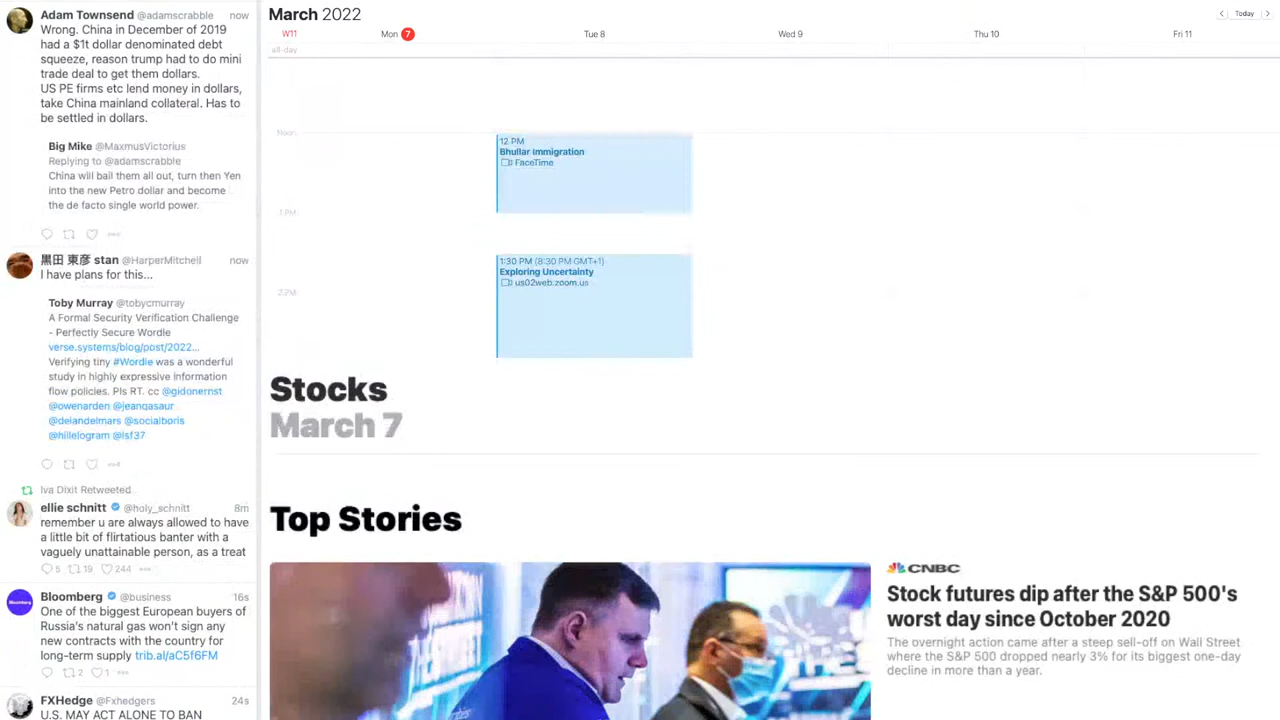 Adam Townsend @adamscrabble now
Wrong. China in December of 2019
had a $1t dollar denominated debt
squeeze, reason trump had to do mini
trade deal to get them dollars.
US PE firms etc lend money in dollars,
take China mainland collateral. Has to
be settled in dollars.
Big Mike @MaxmusVictorius
Replying to @adamscrabble
China will bail them all out, turn then Yen
into the new Petro dollar and become
the de facto single world power.
黒田 東彦 stan @HarperMitchell now
I have plans for this...
Toby Murray @tobycmurray
A Formal Security Verification Challenge
- Perfectly Secure Wordle
verse.systems/blog/post/2022...
Verifying tiny #Wordle was a wonderful
study in highly expressive information
flow policies. Pls RT. cc @gidonernst
@owenarden @jeanqasaur
@deiandelmars @socialboris
@hillelogram @lsf37
Iva Dixit Retweeted
ellie schnitt @holy_schnitt 8m
remember u are always allowed to have
a little bit of flirtatious banter with a
vaguely unattainable person, as a treat
5 19 244
Bloomberg @business 16s
One of the biggest European buyers of
Russia's natural gas won't sign any
new contracts with the country for
long-term supply trib.al/aC5f6FM
2 1
FXHedge @Fxhedgers 24s
U.S. MAY ACT ALONE TO BAN
March 2022
< Today >
W11 Mon 7 Tue 8 Wed 9 Thu 10 Fri 11
all-day
Noon
12 PM
Bhullar Immigration
FaceTime
1 PM
1:30 PM (8:30 PM GMT+1)
Exploring Uncertainty
us02web.zoom.us
2 PM
Stocks
March 7
Top Stories
CNBC
Stock futures dip after the S&P 500's
worst day since October 2020
The overnight action came after a steep sell-off on Wall Street
where the S&P 500 dropped nearly 3% for its biggest one-day
decline in more than a year.